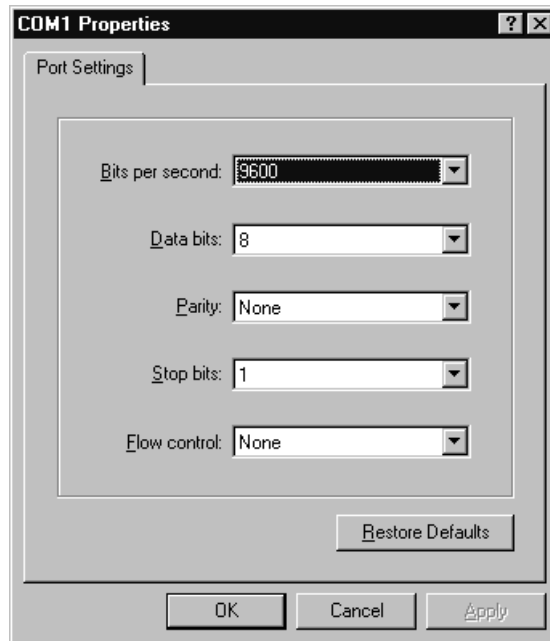 COM1 Properties
Port Settings
Bits per second: 9600
Data bits: 8
Parity: None
Stop bits: 1
Flow control: None
Restore Defaults
OK Cancel Apply